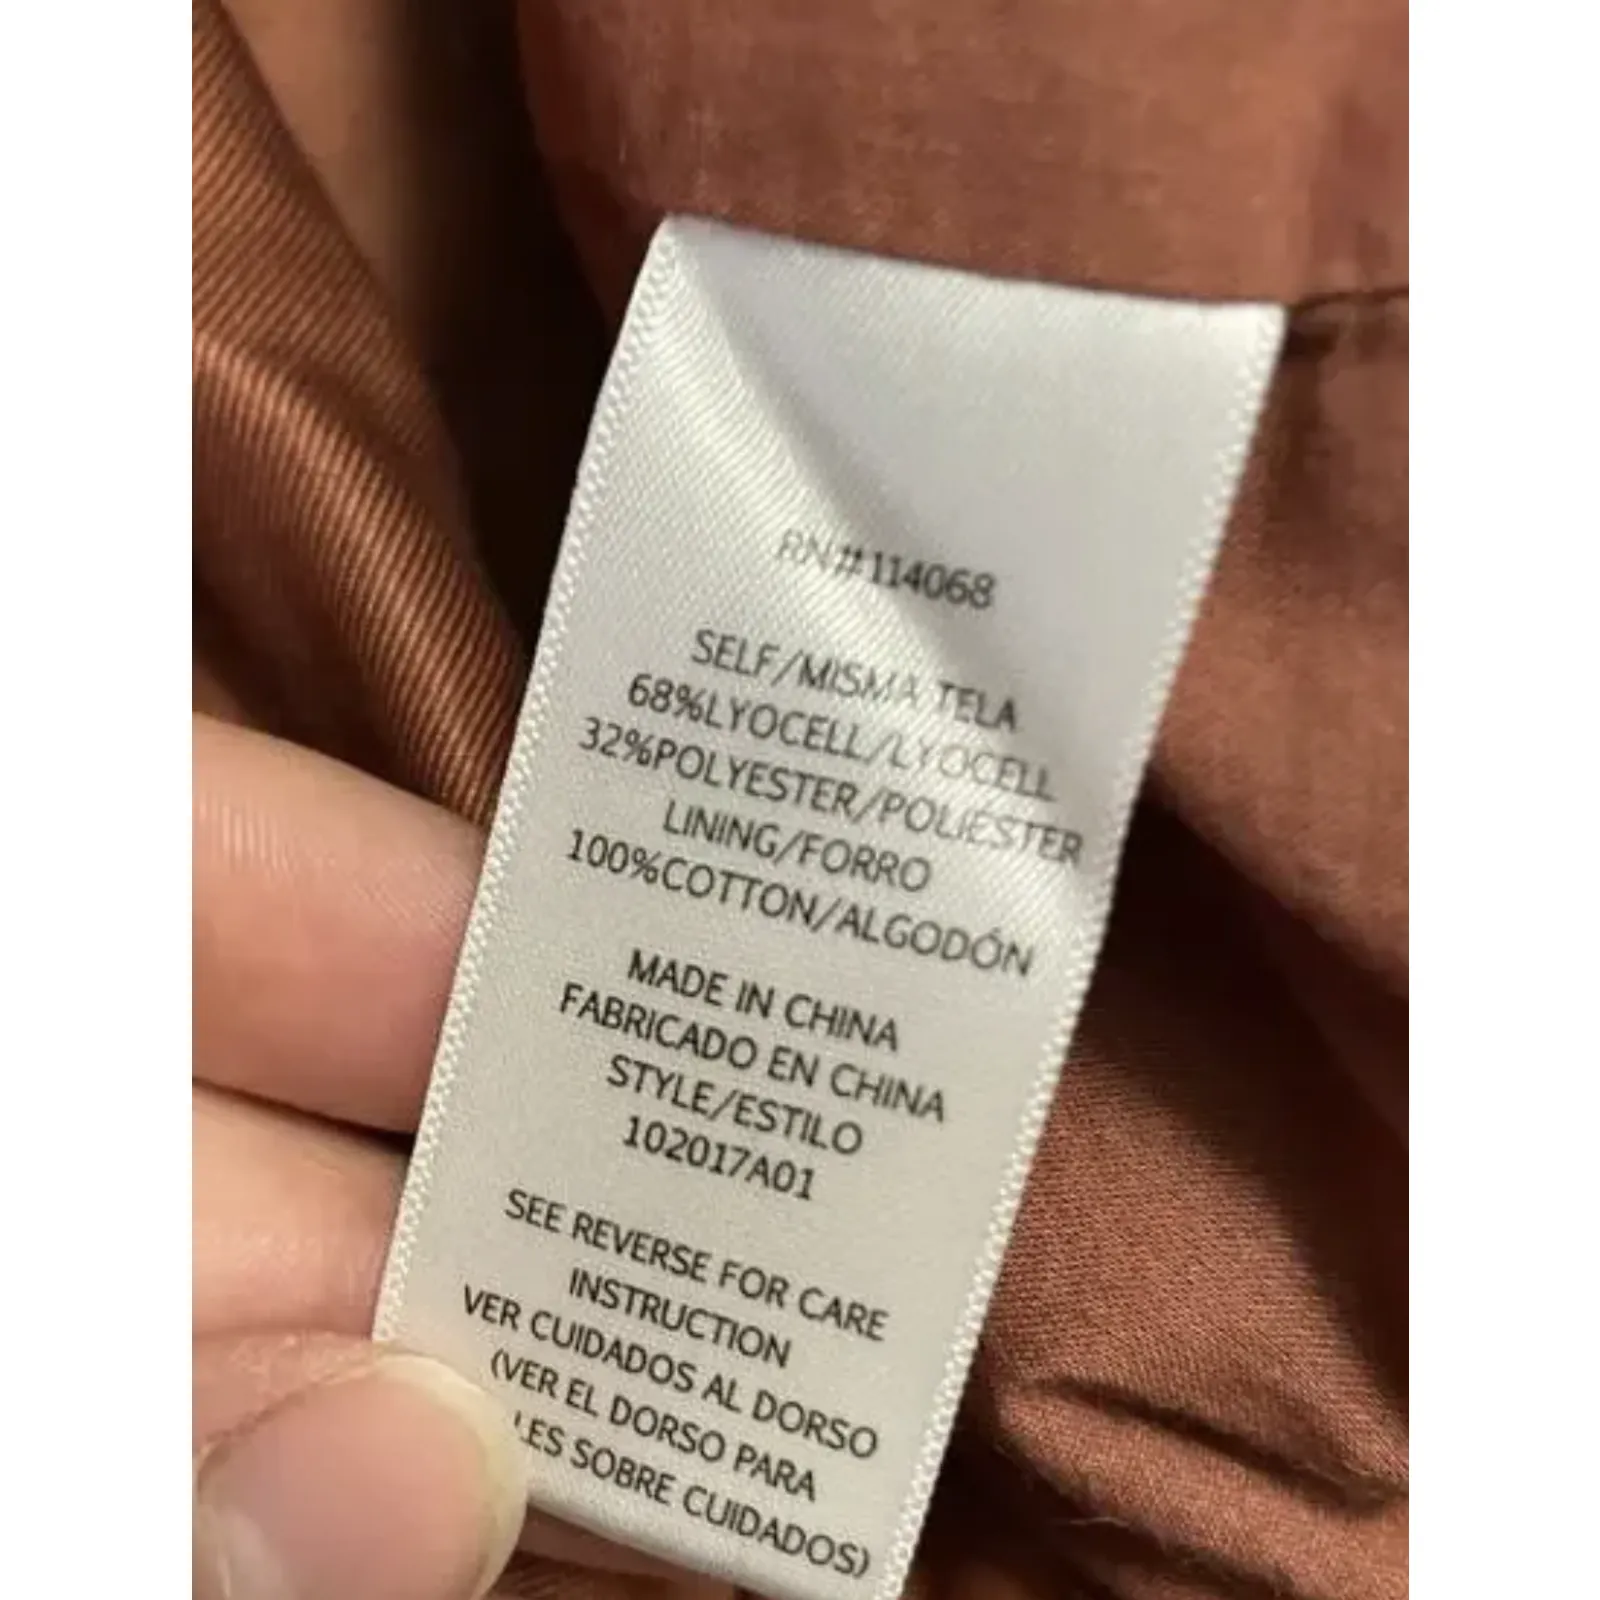 RN#114068
SELF/MISMA TELA
68%LYOCELL/LYOCELL
32%POLYESTER/POLIÉSTER
LINING/FORRO
100%COTTON/ALGODÓN
MADE IN CHINA
FABRICADO EN CHINA
STYLE/ESTILO
102017A01
SEE REVERSE FOR CARE
INSTRUCTION
VER CUIDADOS AL DORSO
(VER EL DORSO PARA
SOBRE CUIDADOS)